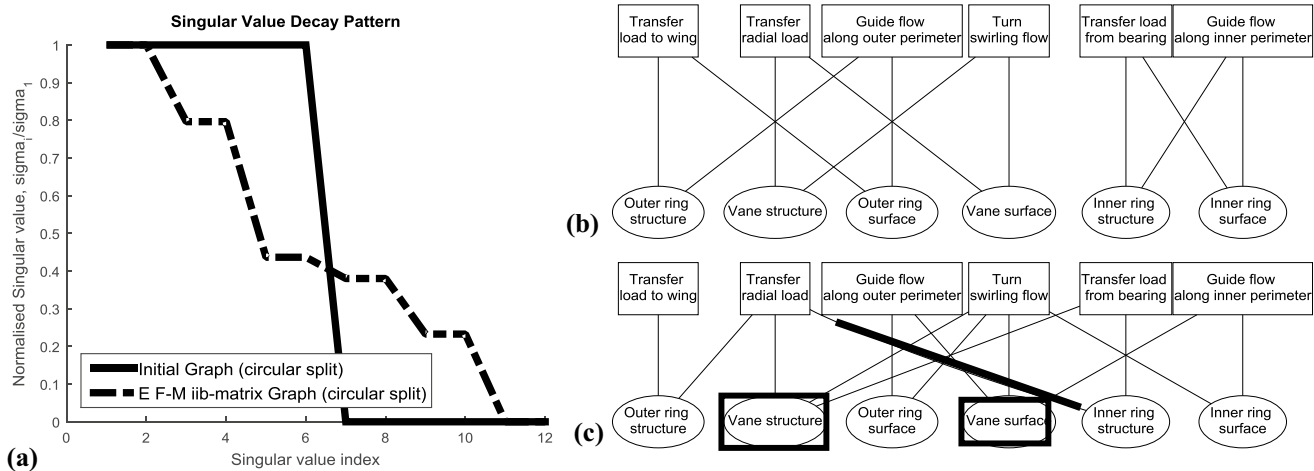 Singular Value Decay Pattern
Normalised Singular value, sigma_i/sigma_1
1
0.9
0.8
0.7
0.6
0.5
0.4
0.3
0.2
0.1
0
Initial Graph (circular split)
E F-M iib-matrix Graph (circular split)
0 2 4 6 8 10 12
Singular value index
(a)
Transfer
load to wing
Transfer
radial load
Guide flow
along outer perimeter
Turn
swirling flow
Transfer load
from bearing
Guide flow
along inner perimeter
Outer ring
structure
Vane structure
Outer ring
surface
Vane surface
Inner ring
structure
Inner ring
surface
(b)
Transfer
load to wing
Transfer
radial load
Guide flow
along outer perimeter
Turn
swirling flow
Transfer load
from bearing
Guide flow
along inner perimeter
Outer ring
structure
Vane structure
Outer ring
surface
Vane surface
Inner ring
structure
Inner ring
surface
(c)